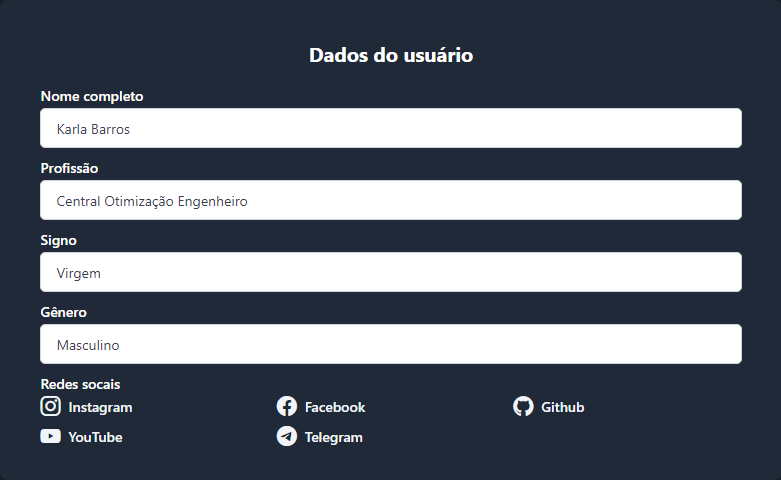 Dados do usuário
Nome completo
Karla Barros
Profissão
Central Otimização Engenheiro
Signo
Virgem
Gênero
Masculino
Redes socais
Instagram Facebook Github
YouTube Telegram